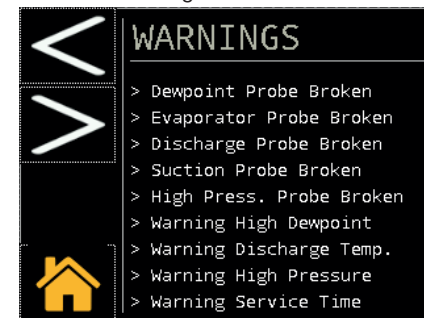 WARNINGS
> Dewpoint Probe Broken
> Evaporator Probe Broken
> Discharge Probe Broken
> Suction Probe Broken
> High Press. Probe Broken
> Warning High Dewpoint
> Warning Discharge Temp.
> Warning High Pressure
> Warning Service Time